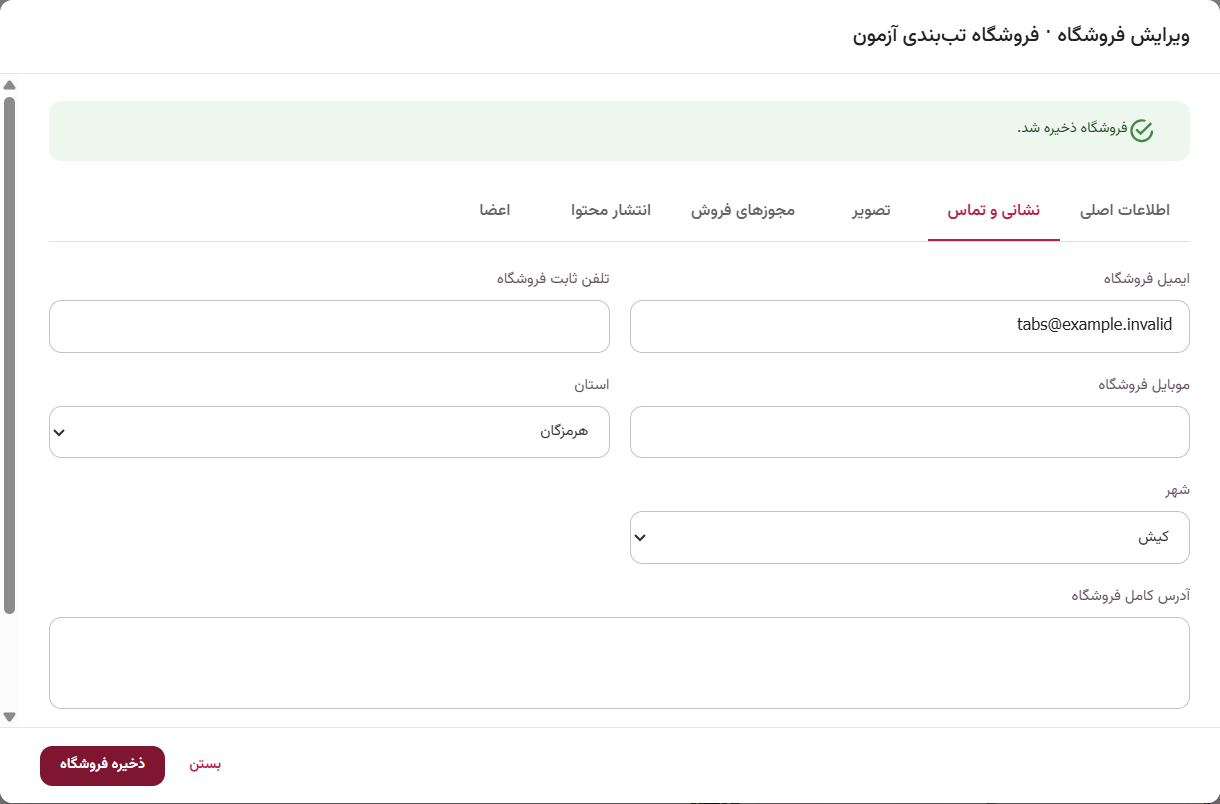 ویرایش فروشگاه · فروشگاه تب‌بندی آزمون
فروشگاه ذخیره شد.
اطلاعات اصلی
نشانی و تماس
تصویر
مجوزهای فروش
انتشار محتوا
اعضا
ایمیل فروشگاه
tabs@example.invalid
تلفن ثابت فروشگاه
موبایل فروشگاه
استان
هرمزگان
شهر
کیش
آدرس کامل فروشگاه
بستن
ذخیره فروشگاه